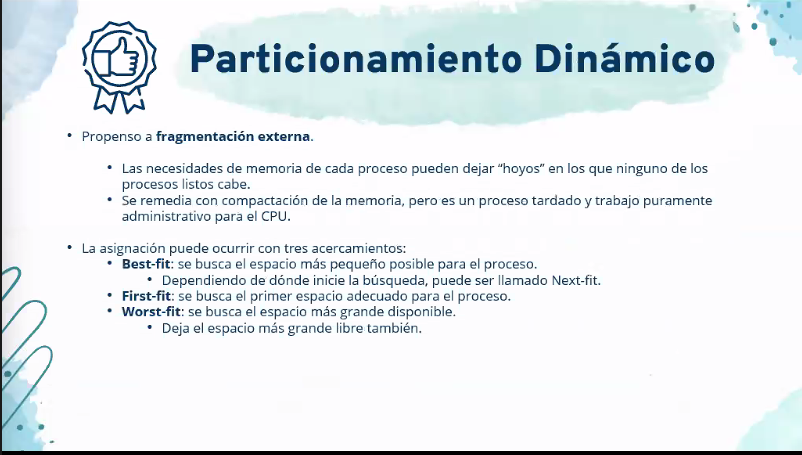 Particionamiento Dinámico
• Propenso a fragmentación externa.
• Las necesidades de memoria de cada proceso pueden dejar “hoyos” en los que ninguno de los
procesos listos cabe.
• Se remedia con compactación de la memoria, pero es un proceso tardado y trabajo puramente
administrativo para el CPU.
• La asignación puede ocurrir con tres acercamientos:
• Best-fit: se busca el espacio más pequeño posible para el proceso.
• Dependiendo de dónde inicie la búsqueda, puede ser llamado Next-fit.
• First-fit: se busca el primer espacio adecuado para el proceso.
• Worst-fit: se busca el espacio más grande disponible.
• Deja el espacio más grande libre también.